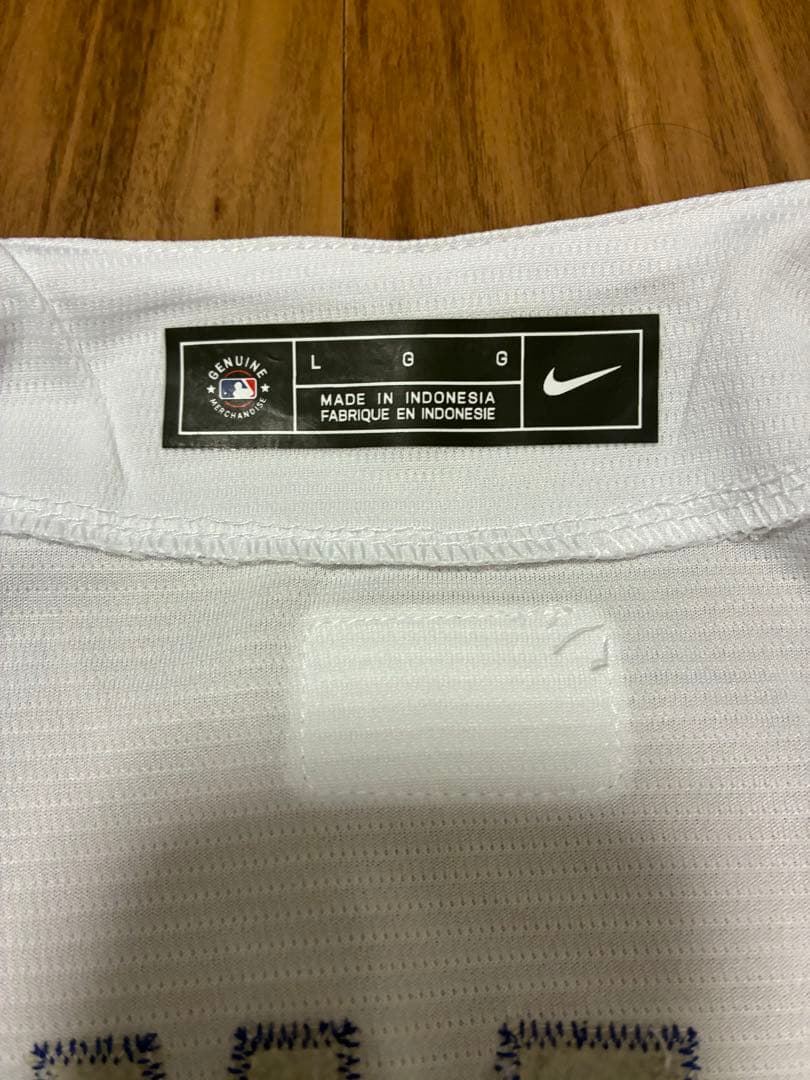 GENUINE
MERCHANDISE
L G G
MADE IN INDONESIA
FABRIQUE EN INDONESIE